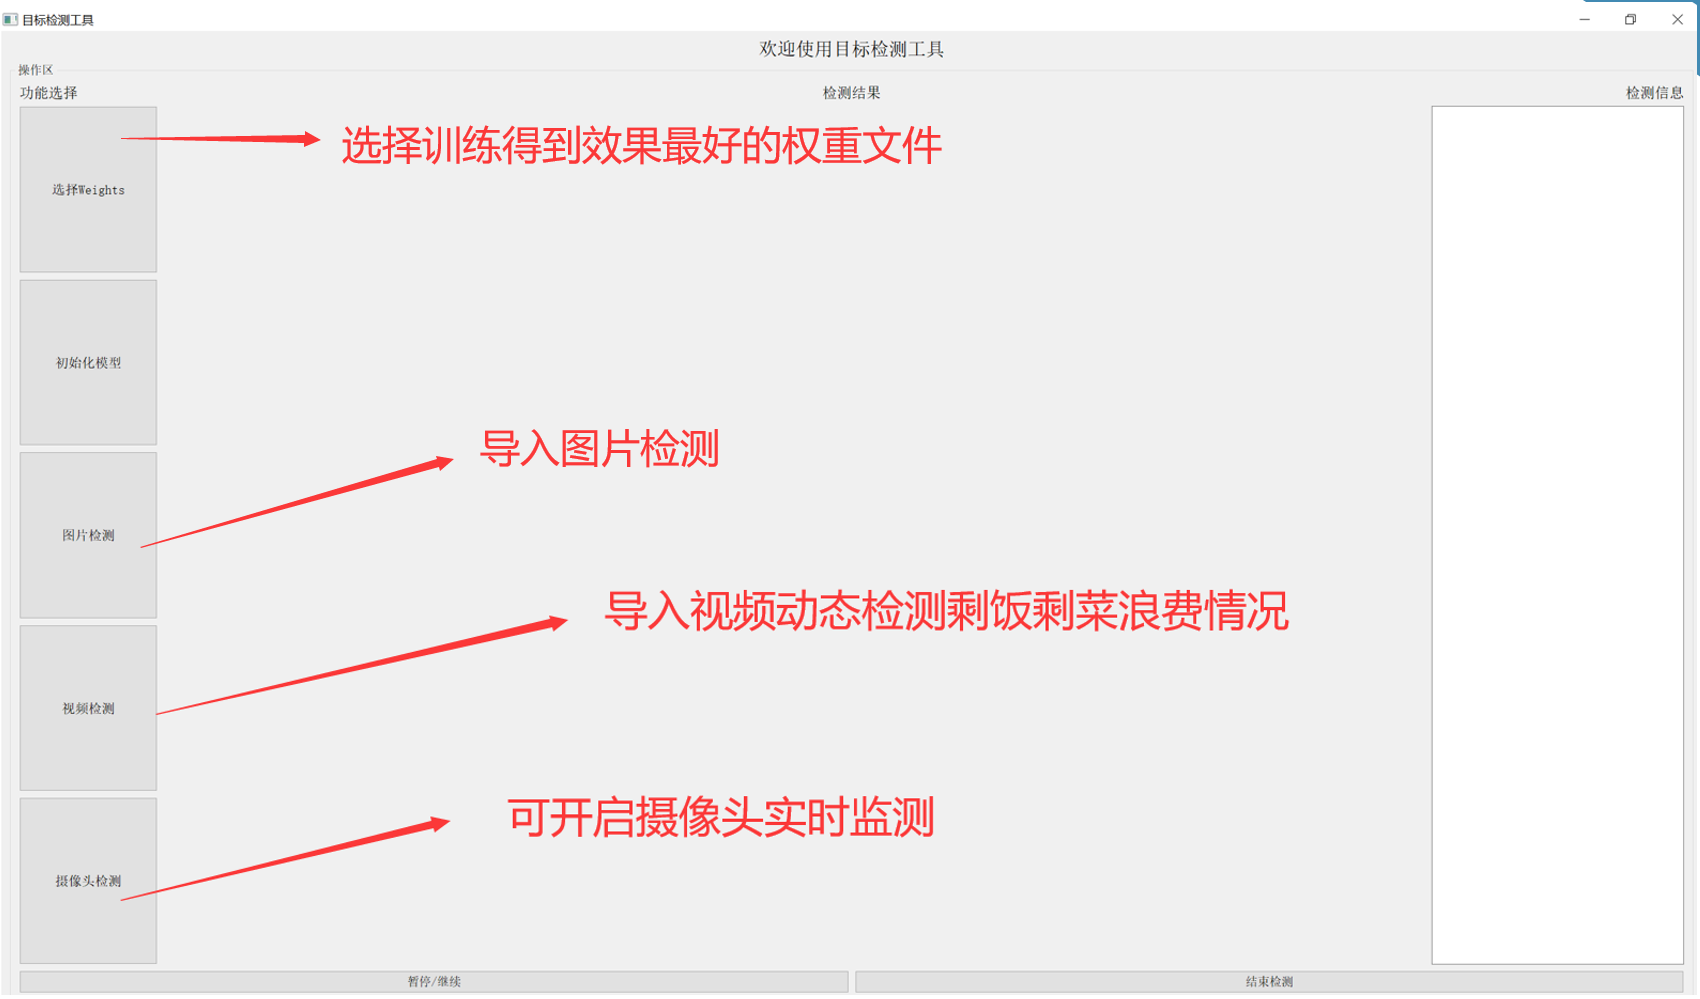 目标检测工具
欢迎使用目标检测工具
操作区
功能选择
检测结果
检测信息
选择训练得到效果最好的权重文件
选择Weights
初始化模型
导入图片检测
图片检测
导入视频动态检测剩饭剩菜浪费情况
视频检测
可开启摄像头实时监测
摄像头检测
暂停/继续
结束检测